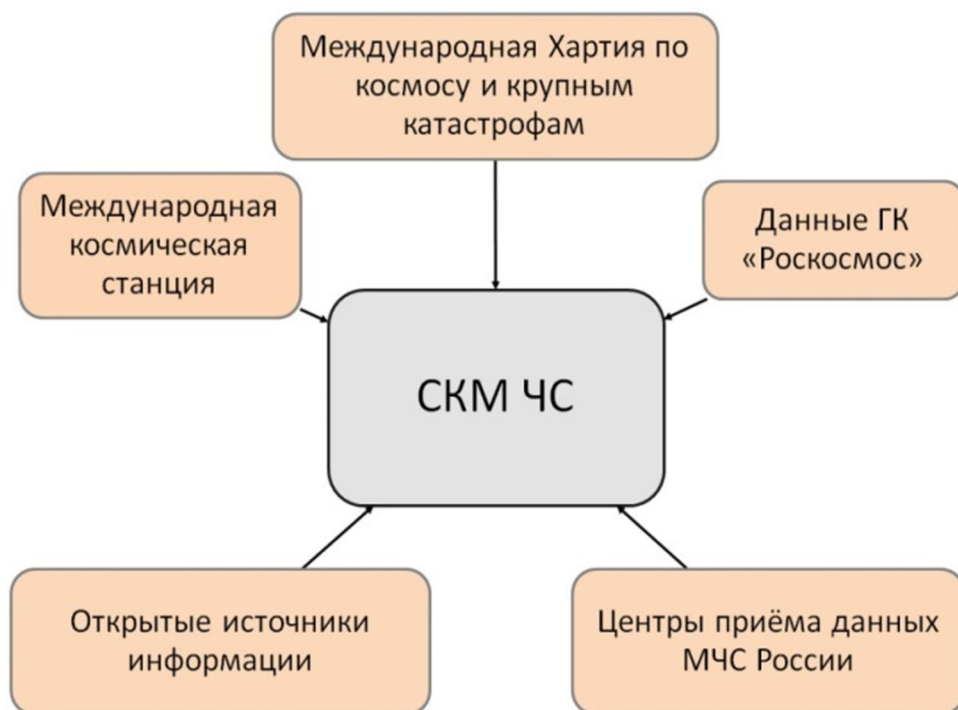 Международная Хартия по
космосу и крупным
катастрофам
Международная
космическая
станция
Данные ГК
«Роскосмос»
СКМ ЧС
Открытые источники
информации
Центры приёма данных
МЧС России